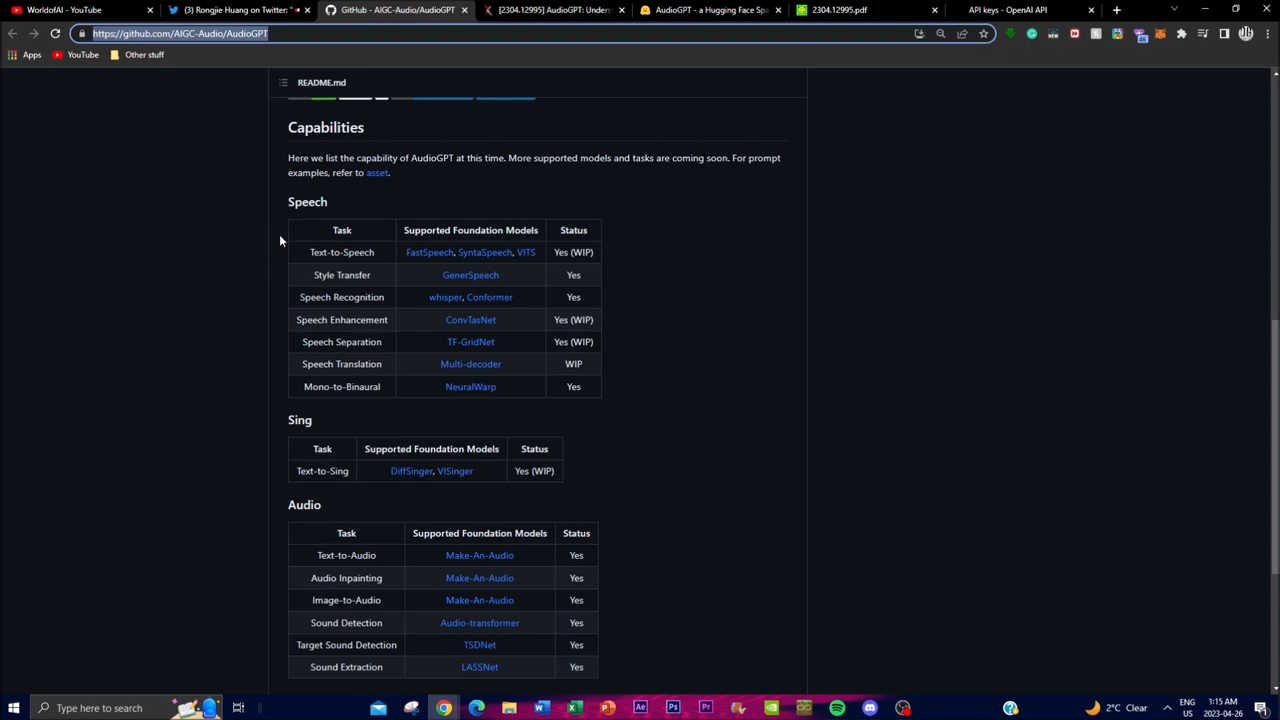 WorldofAI - YouTube
(3) Rongjie Huang on Twitter: "
GitHub - AIGC-Audio/AudioGPT
[2304.12995] AudioGPT: Unders
AudioGPT - a Hugging Face Spa
2304.12995.pdf
API keys - OpenAI API
https://github.com/AIGC-Audio/AudioGPT
Apps YouTube Other stuff
README.md
Capabilities
Here we list the capability of AudioGPT at this time. More supported models and tasks are coming soon. For prompt
examples, refer to asset.
Speech
Task Supported Foundation Models Status
Text-to-Speech FastSpeech, SyntaSpeech, VITS Yes (WIP)
Style Transfer GenerSpeech Yes
Speech Recognition whisper, Conformer Yes
Speech Enhancement ConvTasNet Yes (WIP)
Speech Separation TF-GridNet Yes (WIP)
Speech Translation Multi-decoder WIP
Mono-to-Binaural NeuralWarp Yes
Sing
Task Supported Foundation Models Status
Text-to-Sing DiffSinger, VISinger Yes (WIP)
Audio
Task Supported Foundation Models Status
Text-to-Audio Make-An-Audio Yes
Audio Inpainting Make-An-Audio Yes
Image-to-Audio Make-An-Audio Yes
Sound Detection Audio-transformer Yes
Target Sound Detection TSDNet Yes
Sound Extraction LASSNet Yes
Type here to search
2°C Clear
ENG
US
1:15 AM
2023-04-26